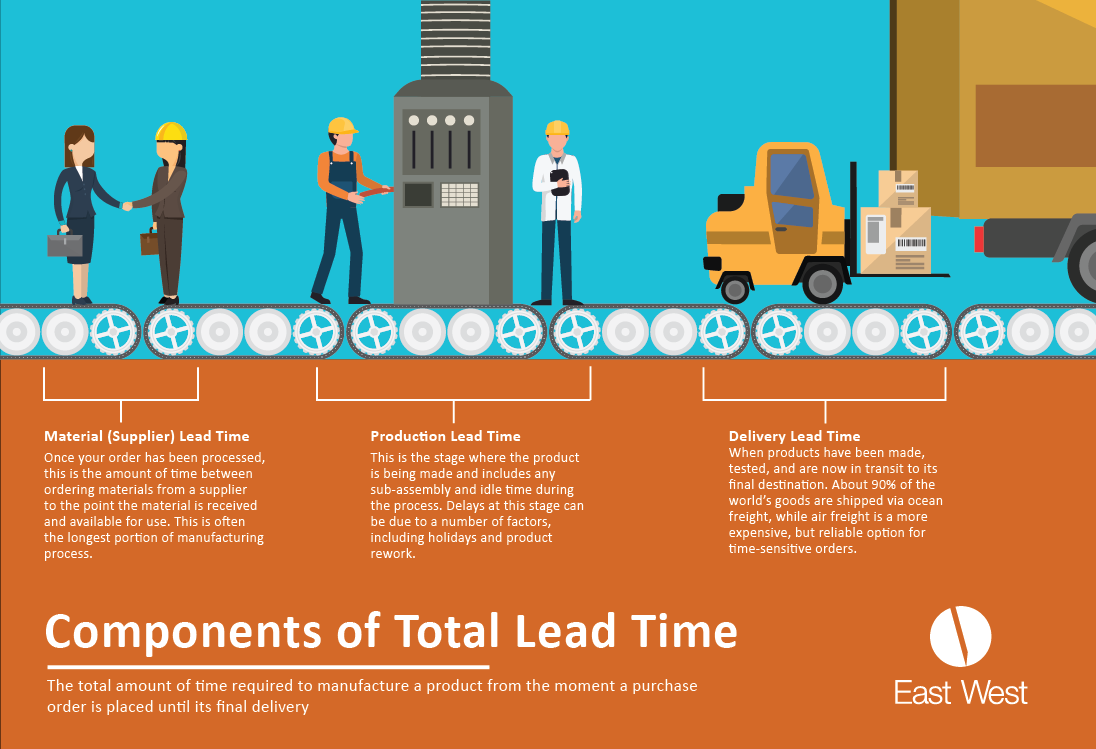 Material (Supplier) Lead Time
Once your order has been processed,
this is the amount of time between
ordering materials from a supplier
to the point the material is received
and available for use. This is often
the longest portion of manufacturing
process.
Production Lead Time
This is the stage where the product
is being made and includes any
sub-assembly and idle time during
the process. Delays at this stage can
be due to a number of factors,
including holidays and product
rework.
Delivery Lead Time
When products have been made,
tested, and are now in transit to its
final destination. About 90% of the
world's goods are shipped via ocean
freight, while air freight is a more
expensive, but reliable option for
time-sensitive orders.
Components of Total Lead Time
The total amount of time required to manufacture a product from the moment a purchase
order is placed until its final delivery
East West